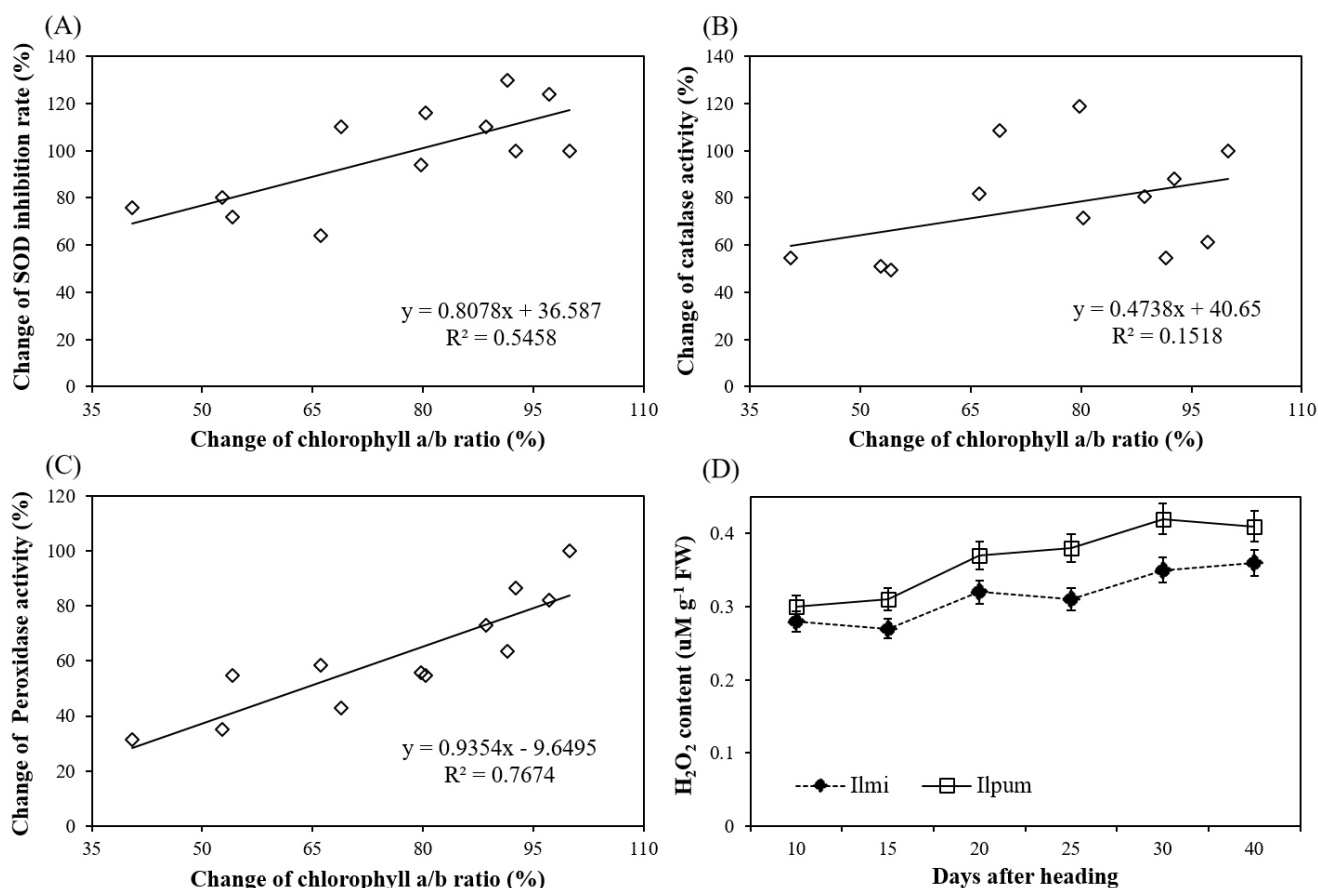 (A)
Change of SOD inhibition rate (%)
140
120
100
80
60
40
20
0
y = 0.8078x + 36.587
R² = 0.5458
35 50 65 80 95 110
Change of chlorophyll a/b ratio (%)
(B)
Change of catalase activity (%)
140
120
100
80
60
40
20
0
y = 0.4738x + 40.65
R² = 0.1518
35 50 65 80 95 110
Change of chlorophyll a/b ratio (%)
(C)
Change of Peroxidase activity (%)
120
100
80
60
40
20
0
y = 0.9354x - 9.6495
R² = 0.7674
35 50 65 80 95 110
Change of chlorophyll a/b ratio (%)
(D)
H₂O₂ content (uM g⁻¹ FW)
0.4
0.3
0.2
0.1
0
Ilmi Ilpum
10 15 20 25 30 40
Days after heading